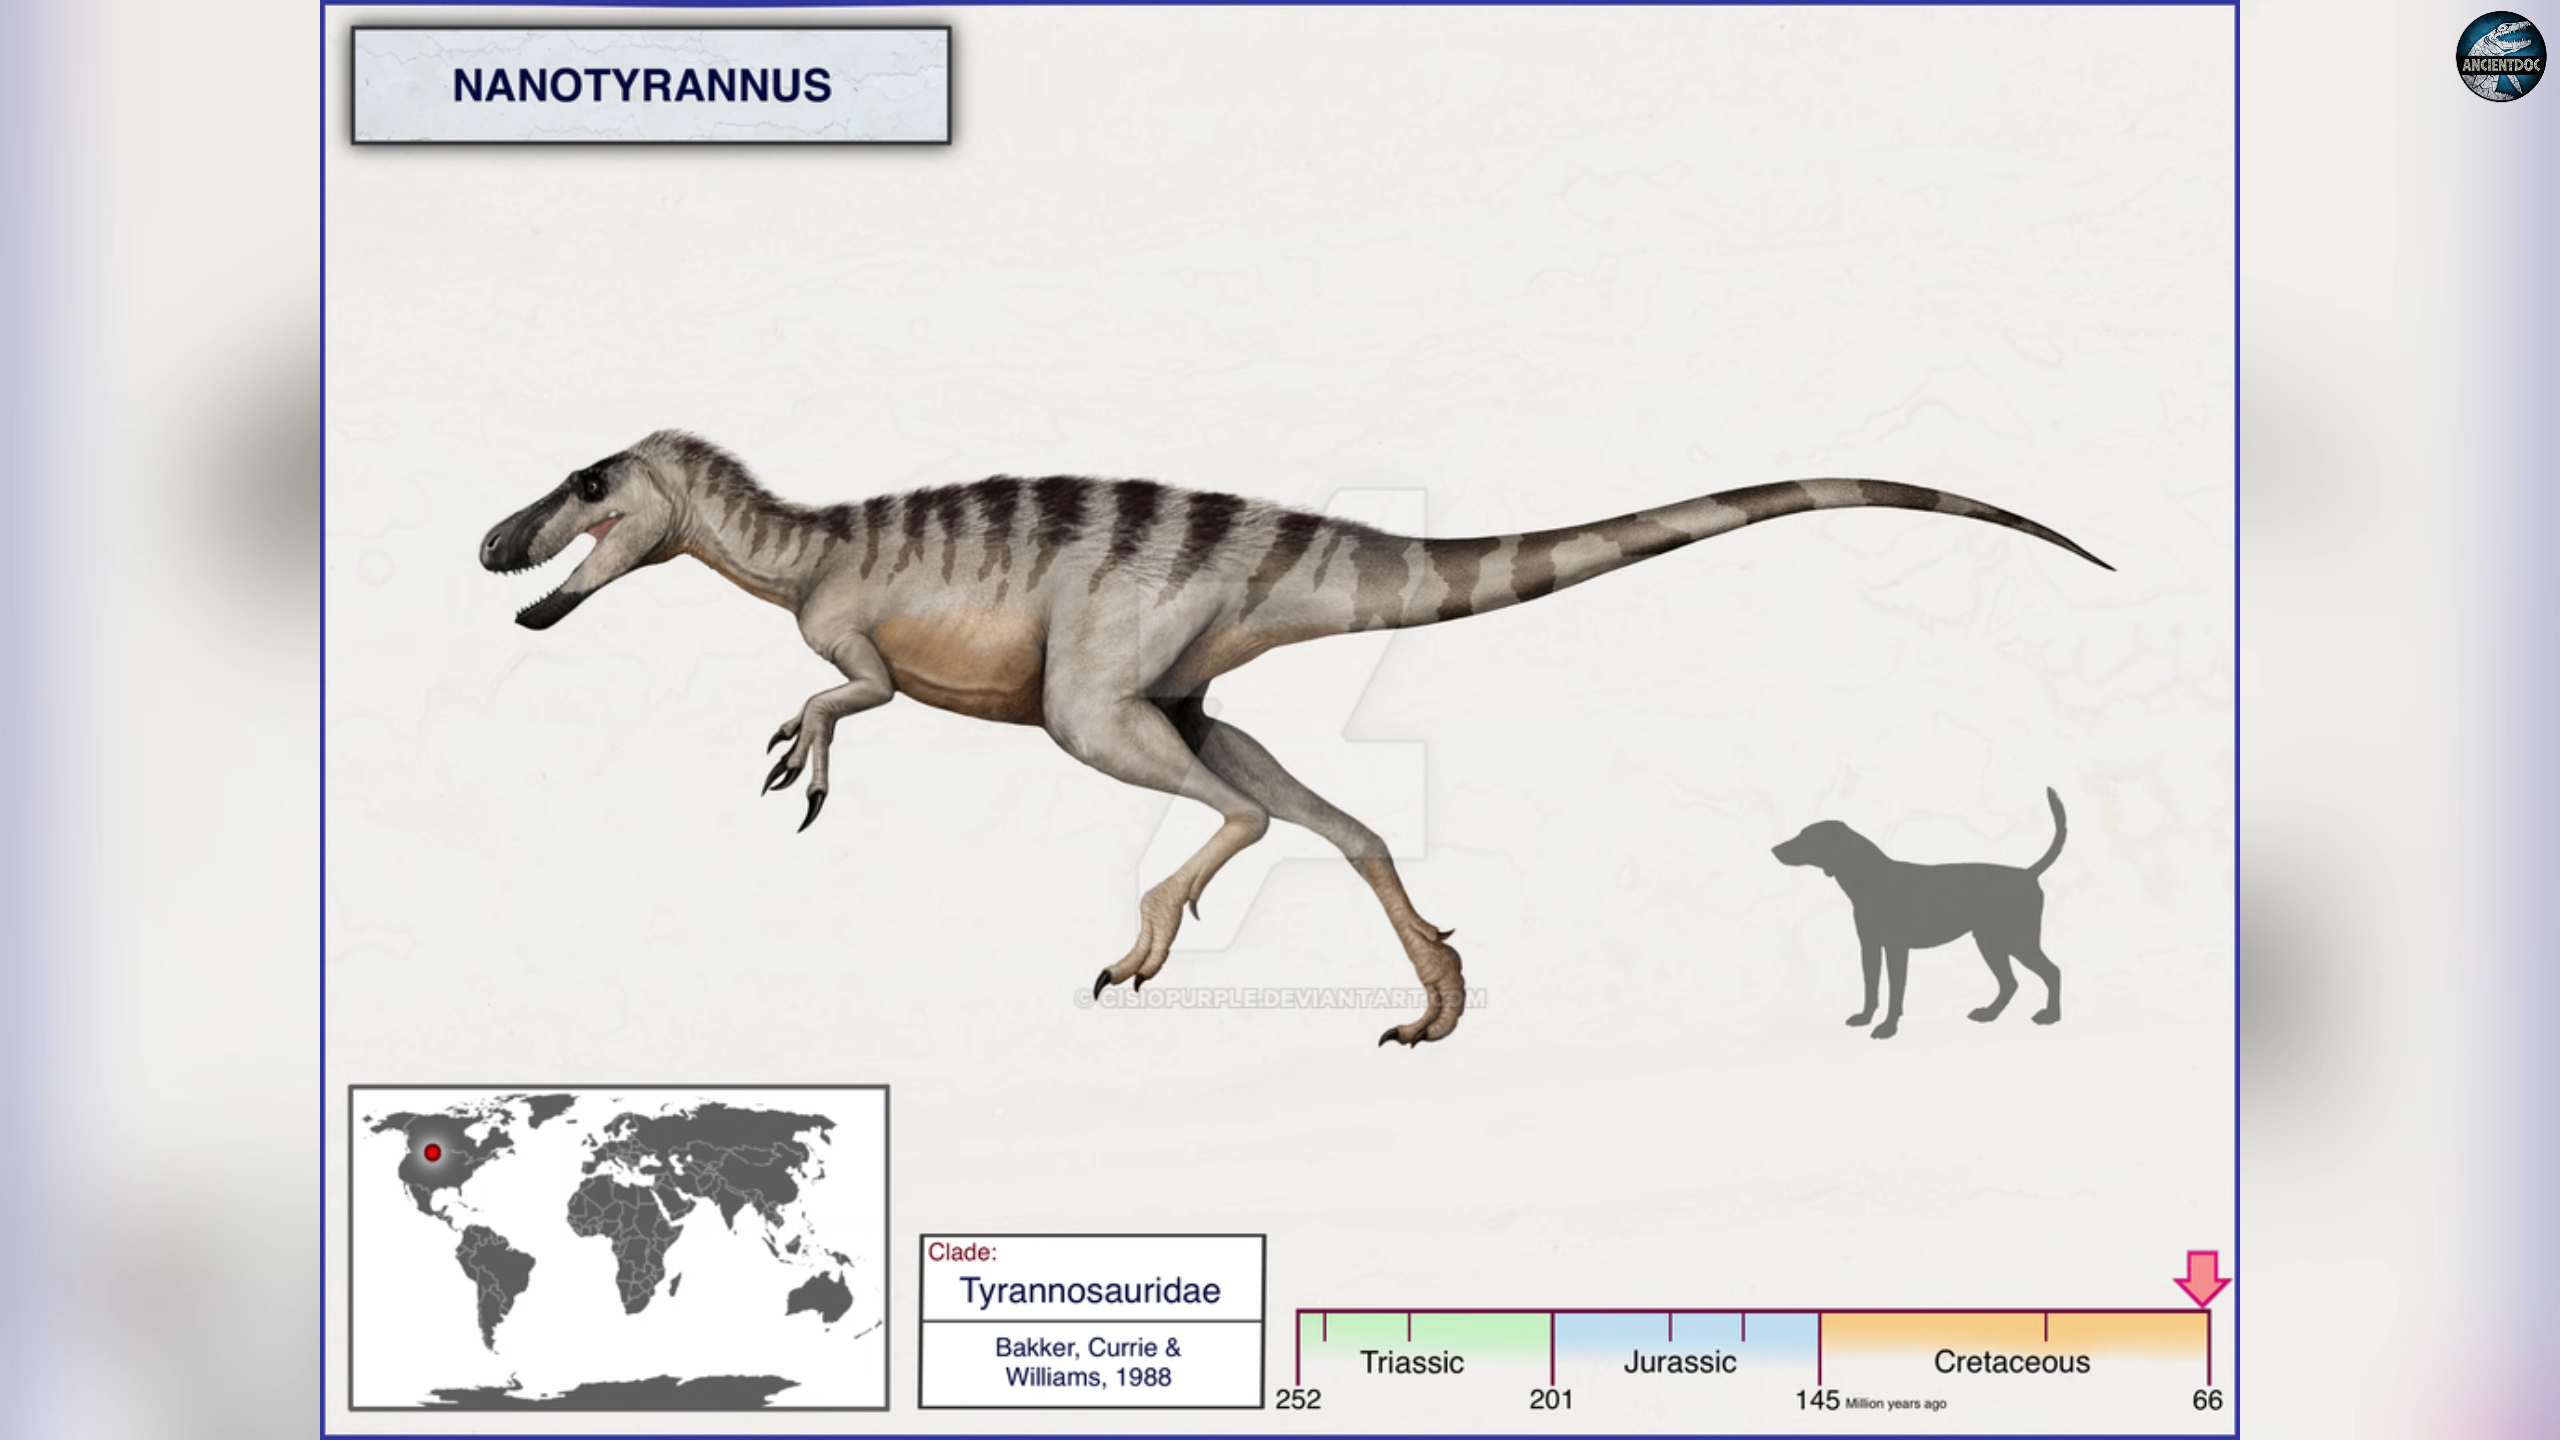 NANOTYRANNUS
ANCIENTDOC
© CISIOPURPLE.DEVIANTART.COM
Clade:
Tyrannosauridae
Bakker, Currie &
Williams, 1988
Triassic
Jurassic
Cretaceous
252
201
145 Million years ago
66